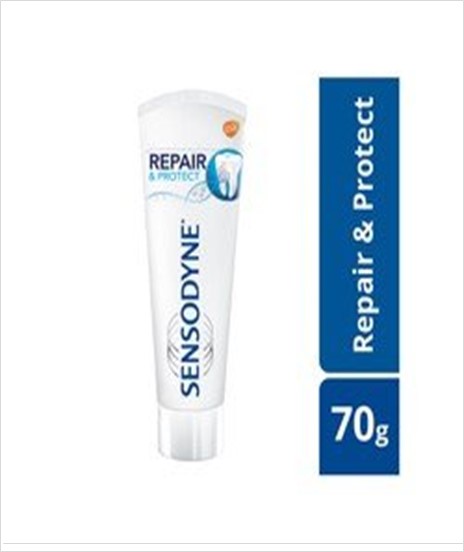 REPAIR
& PROTECT
SENSODYNE
Repair & Protect
70g